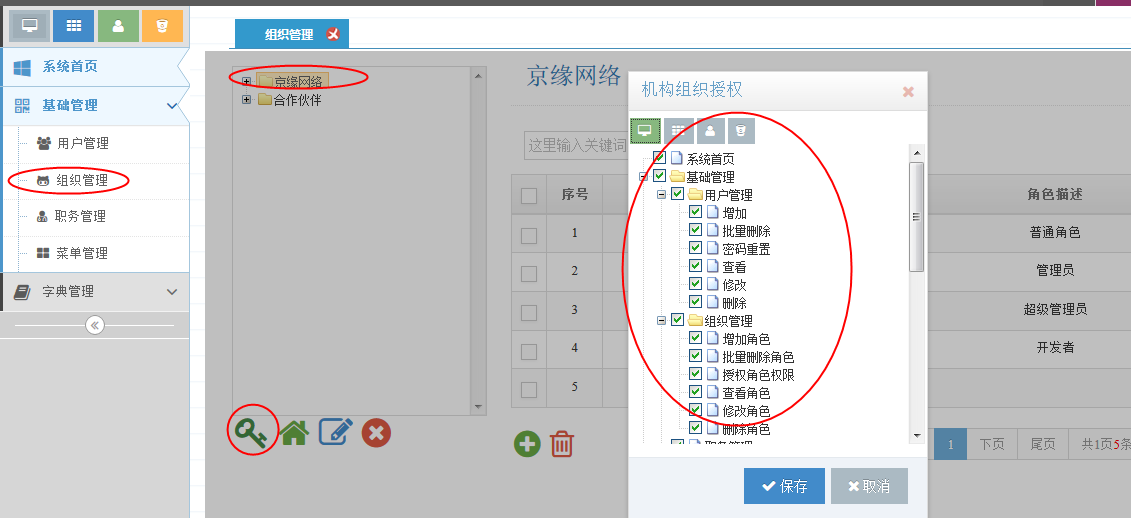 组织管理
系统首页
基础管理
用户管理
组织管理
职务管理
菜单管理
字典管理
京缘网络
合作伙伴
京缘网络
这里输入关键词
序号
角色描述
1
普通角色
2
管理员
3
超级管理员
4
开发者
5
1
下页
尾页
共1页5条
机构组织授权
系统首页
基础管理
用户管理
增加
批量删除
密码重置
查看
修改
删除
组织管理
增加角色
批量删除角色
授权角色权限
查看角色
修改角色
删除角色
职务管理
保存
取消